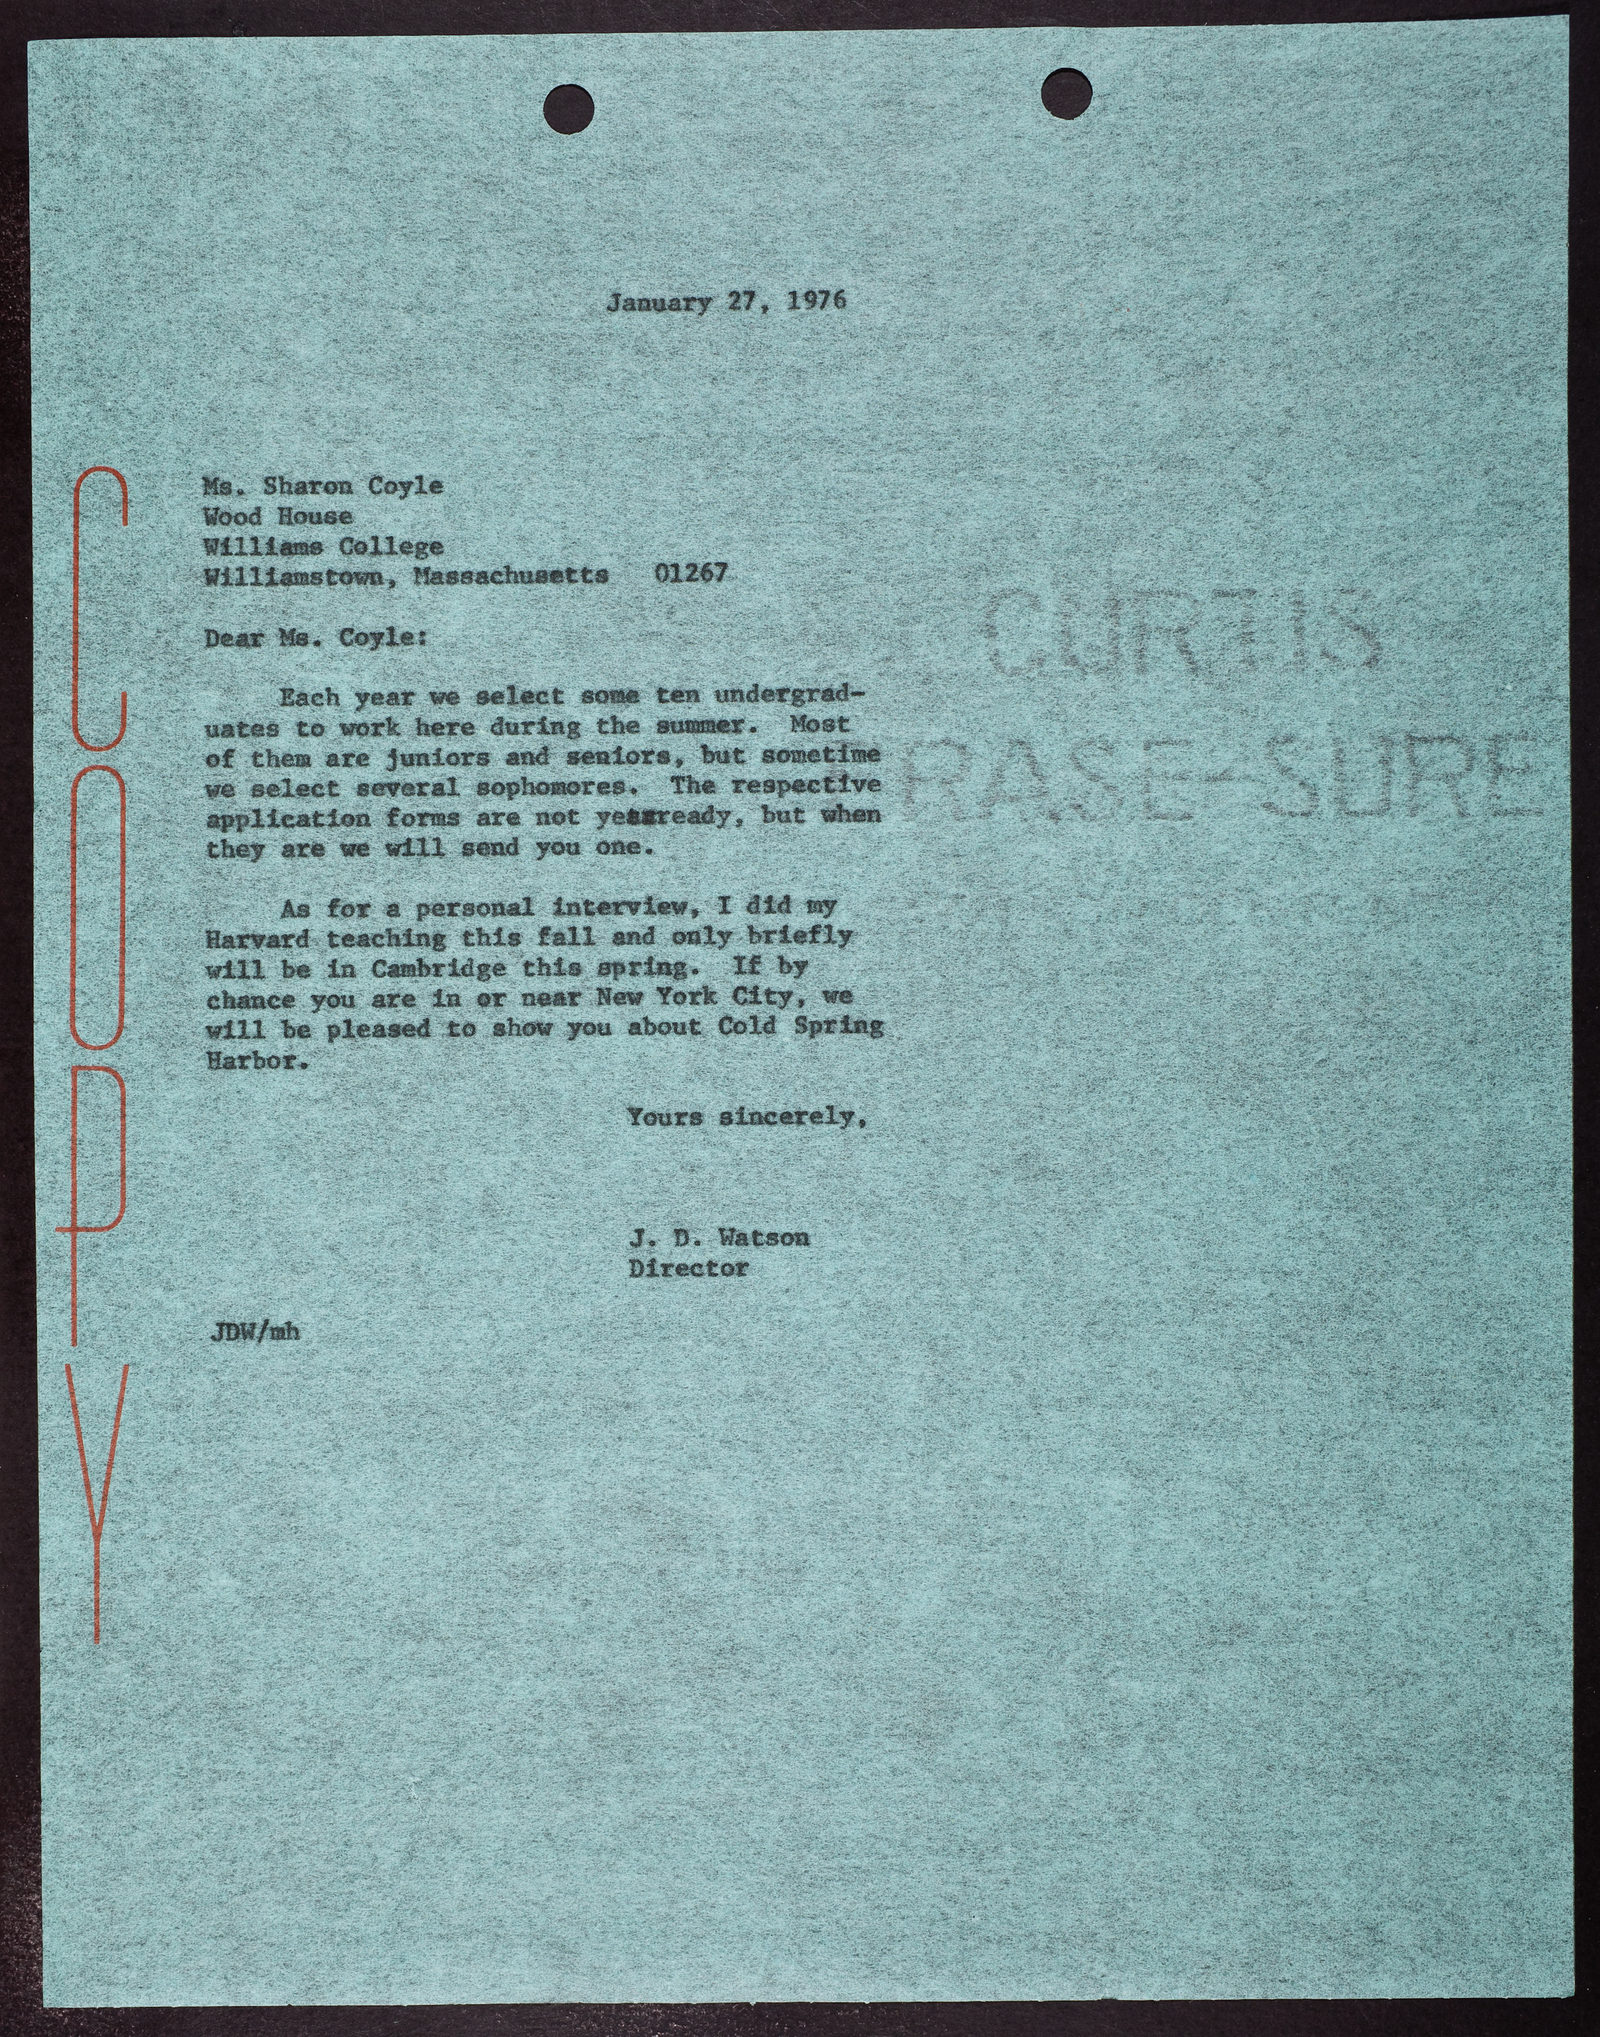 January 27, 1976
Ms. Sharon Coyle
Wood House
Williams College
Williamstown, Massachusetts 01267
Dear Ms. Coyle:
Each year we select some ten undergrad-
uates to work here during the summer. Most
of them are juniors and seniors, but sometime
we select several sophomores. The respective
application forms are not yet ready, but when
they are we will send you one.
As for a personal interview, I did my
Harvard teaching this fall and only briefly
will be in Cambridge this spring. If by
chance you are in or near New York City, we
will be pleased to show you about Cold Spring
Harbor.
Yours sincerely,
J. D. Watson
Director
JDW/mh
COPY
CURTIS
RASE-SURE